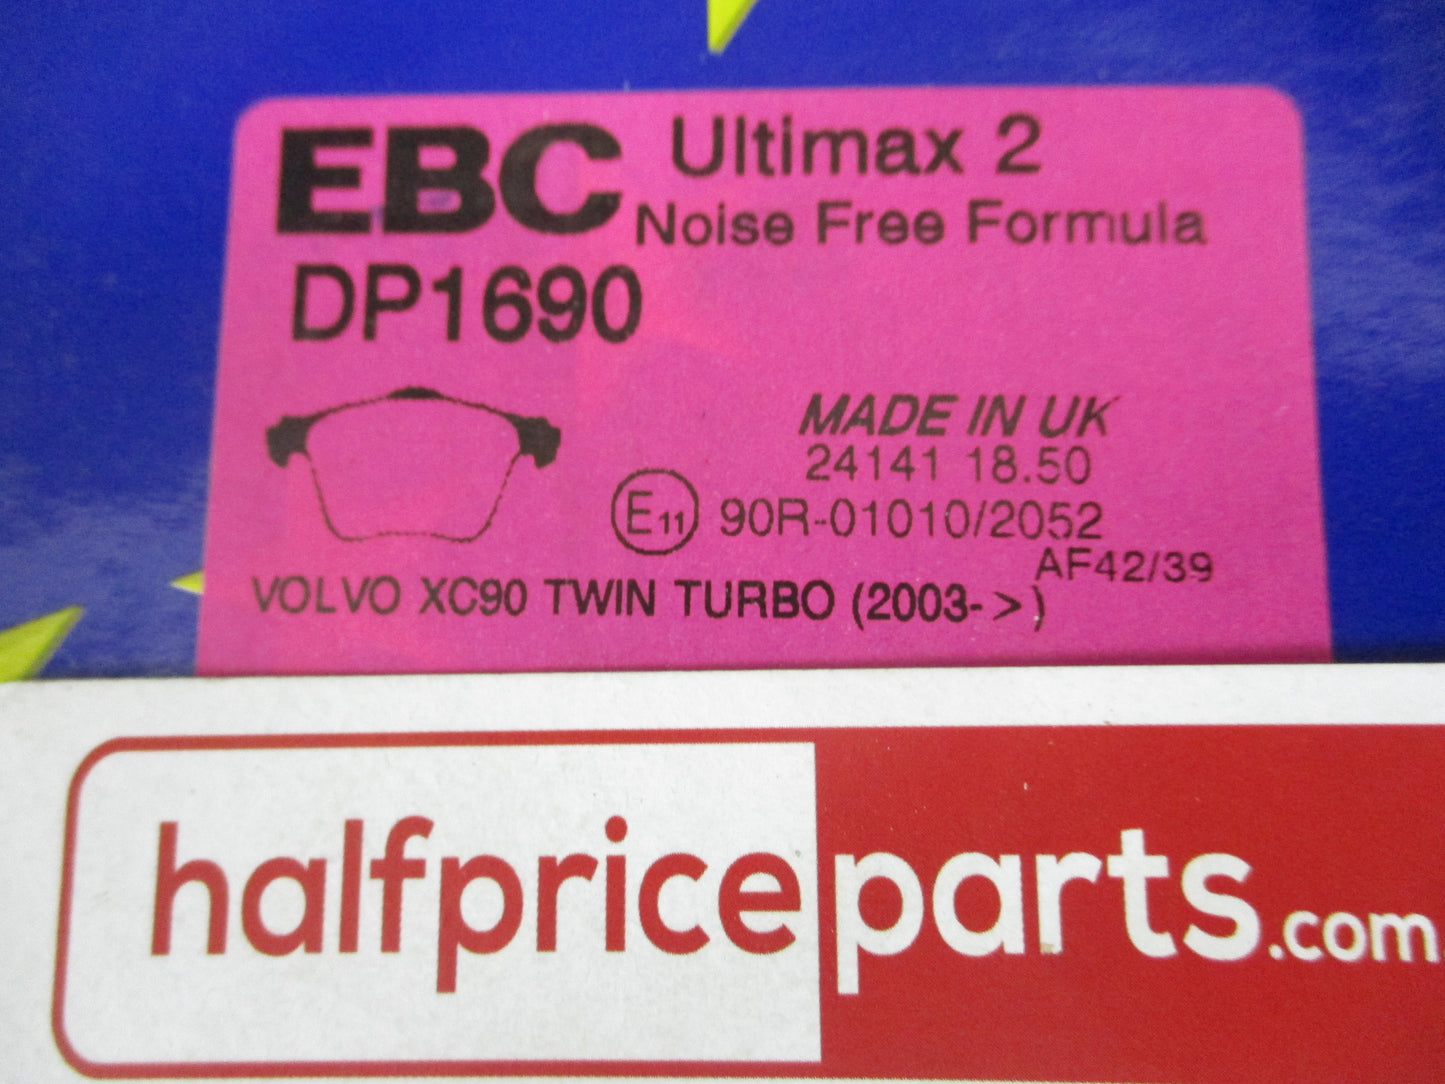 EBC Ultimax 2
Noise Free Formula
DP1690
MADE IN UK
24141 18.50
E11 90R-01010/2052
AF42/39
VOLVO XC90 TWIN TURBO (2003->)
halfpriceparts.com.